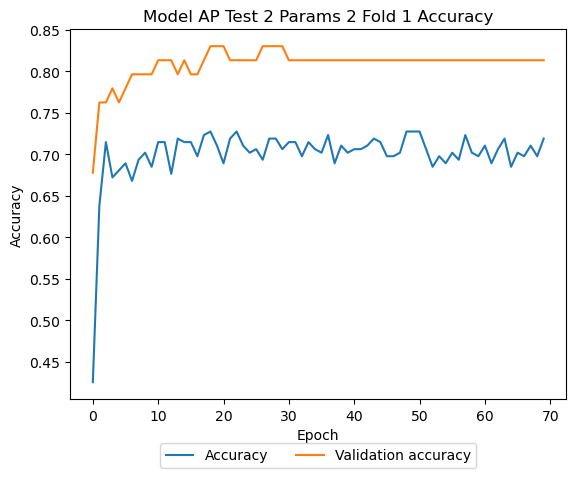 Model AP Test 2 Params 2 Fold 1 Accuracy
0.85
0.80
0.75
0.70
0.65
0.60
0.55
0.50
0.45
Accuracy
0 10 20 30 40 50 60 70
Epoch
Accuracy Validation accuracy